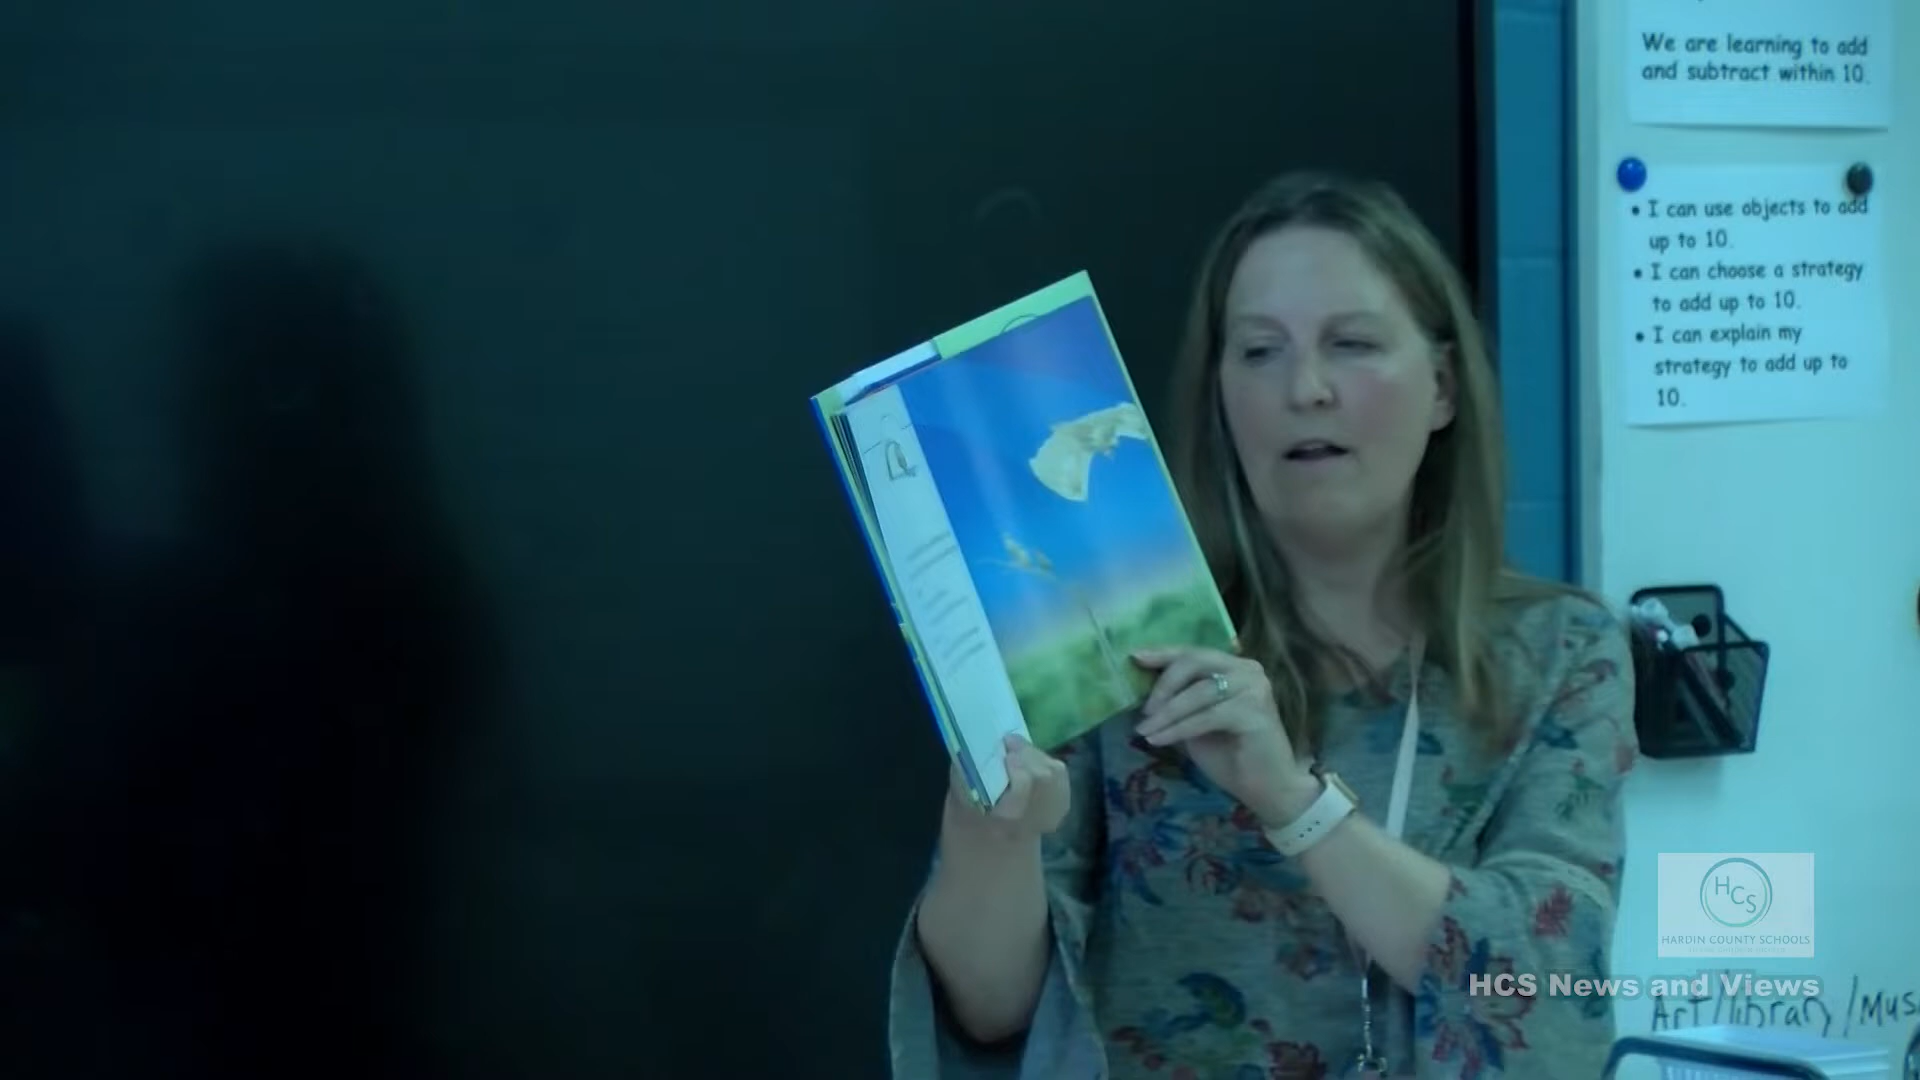 We are learning to add
and subtract within 10.
• I can use objects to add
up to 10.
• I can choose a strategy
to add up to 10.
• I can explain my
strategy to add up to
10.
HCS
HARDIN COUNTY SCHOOLS
HCS News and Views
Art/library/Mus